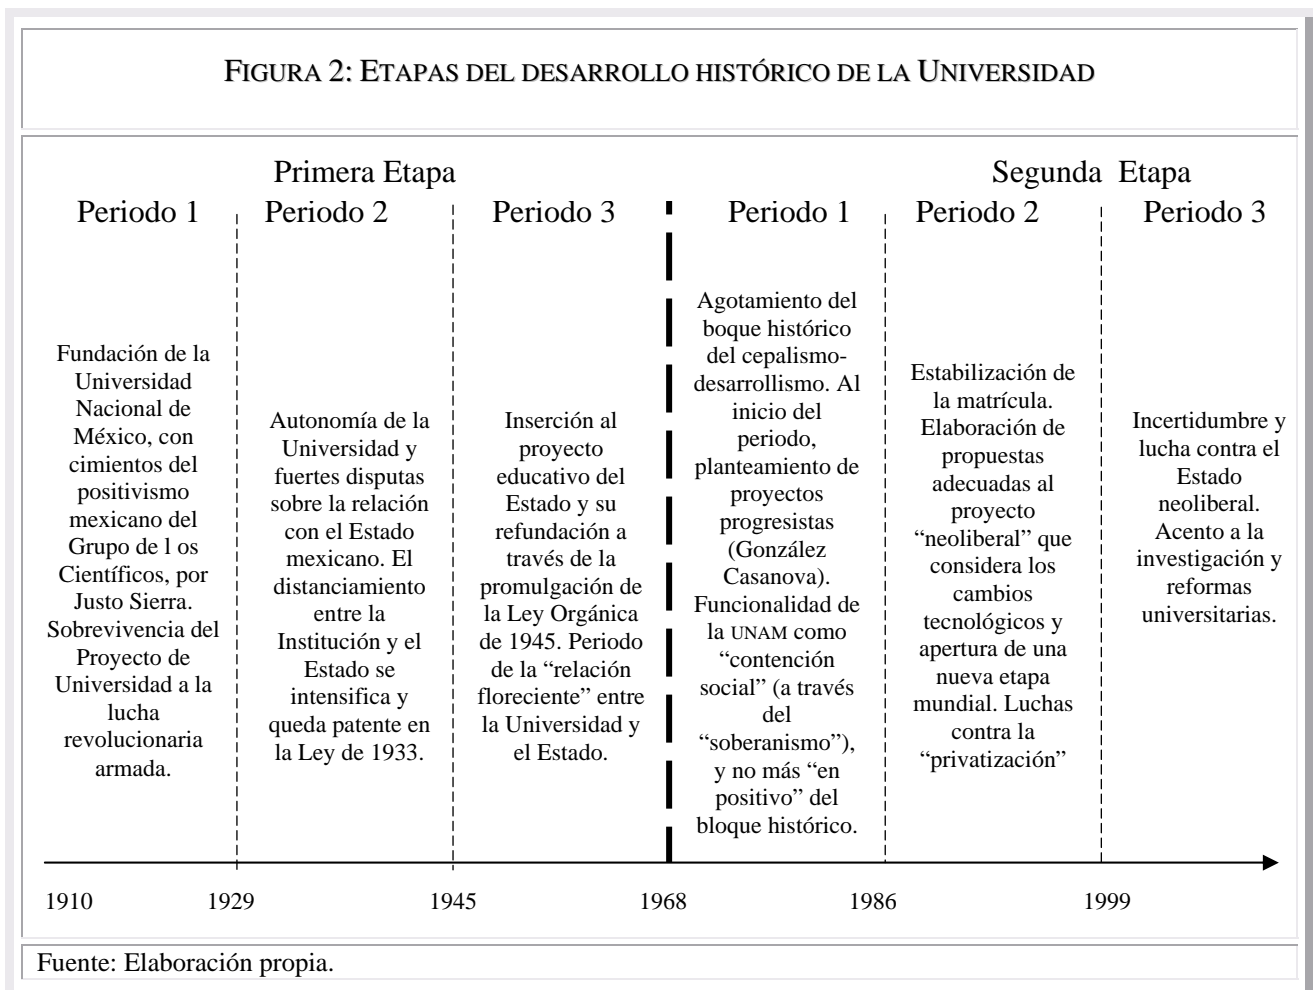 FIGURA 2: ETAPAS DEL DESARROLLO HISTÓRICO DE LA UNIVERSIDAD
Primera Etapa
Segunda Etapa
Periodo 1
Fundación de la
Universidad
Nacional de
México, con
cimientos del
positivismo
mexicano del
Grupo de l os
Científicos, por
Justo Sierra.
Sobrevivencia del
Proyecto de
Universidad a la
lucha
revolucionaria
armada.
Periodo 2
Autonomía de la
Universidad y
fuertes disputas
sobre la relación
con el Estado
mexicano. El
distanciamiento
entre la
Institución y el
Estado se
intensifica y
queda patente en
la Ley de 1933.
Periodo 3
Inserción al
proyecto
educativo del
Estado y su
refundación a
través de la
promulgación de
la Ley Orgánica
de 1945. Periodo
de la “relación
floreciente” entre
la Universidad y
el Estado.
Periodo 1
Agotamiento del
boque histórico
del cepalismo-
desarrollismo. Al
inicio del
periodo,
planteamiento de
proyectos
progresistas
(González
Casanova).
Funcionalidad de
la UNAM como
“contención
social” (a través
del
“soberanismo”),
y no más “en
positivo” del
bloque histórico.
Periodo 2
Estabilización de
la matrícula.
Elaboración de
propuestas
adecuadas al
proyecto
“neoliberal” que
considera los
cambios
tecnológicos y
apertura de una
nueva etapa
mundial. Luchas
contra la
“privatización”
Periodo 3
Incertidumbre y
lucha contra el
Estado
neoliberal.
Acento a la
investigación y
reformas
universitarias.
1910 1929 1945 1968 1986 1999
Fuente: Elaboración propia.